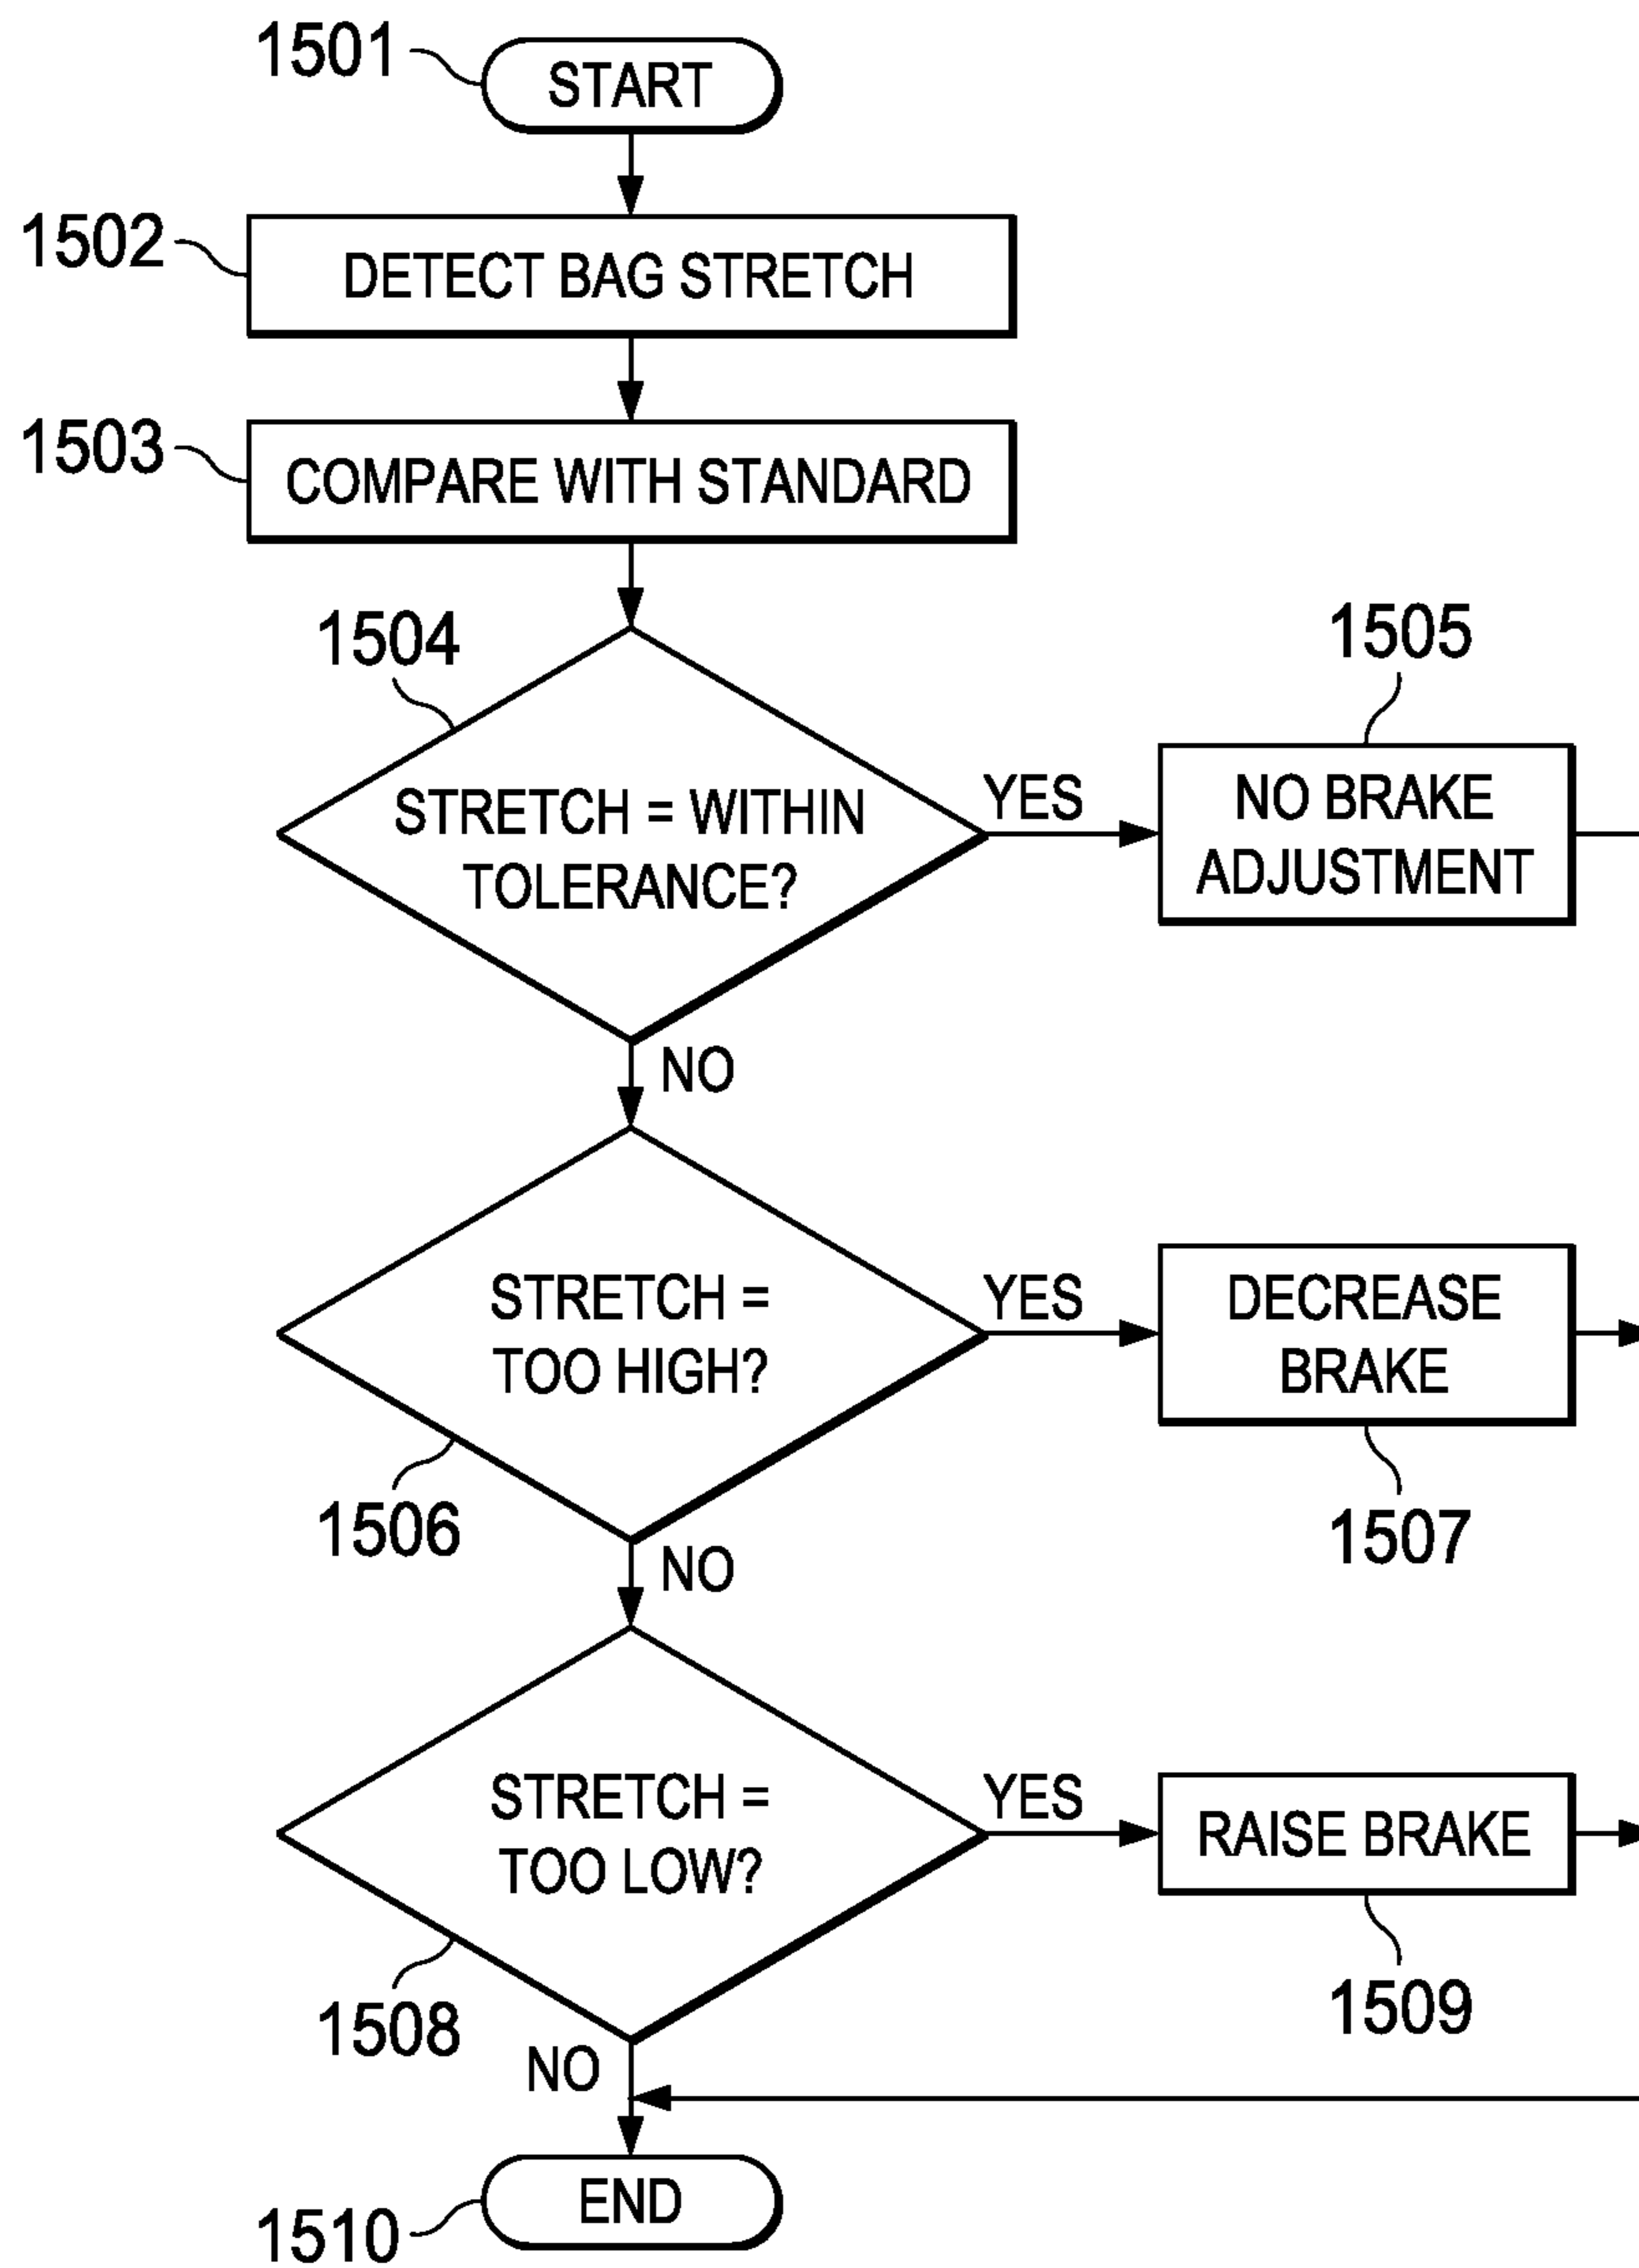 1501
START
1502
DETECT BAG STRETCH
1503
COMPARE WITH STANDARD
1504
STRETCH = WITHIN
TOLERANCE?
YES
1505
NO BRAKE
ADJUSTMENT
NO
STRETCH =
TOO HIGH?
1506
YES
DECREASE
BRAKE
1507
NO
STRETCH =
TOO LOW?
1508
YES
RAISE BRAKE
1509
NO
END
1510